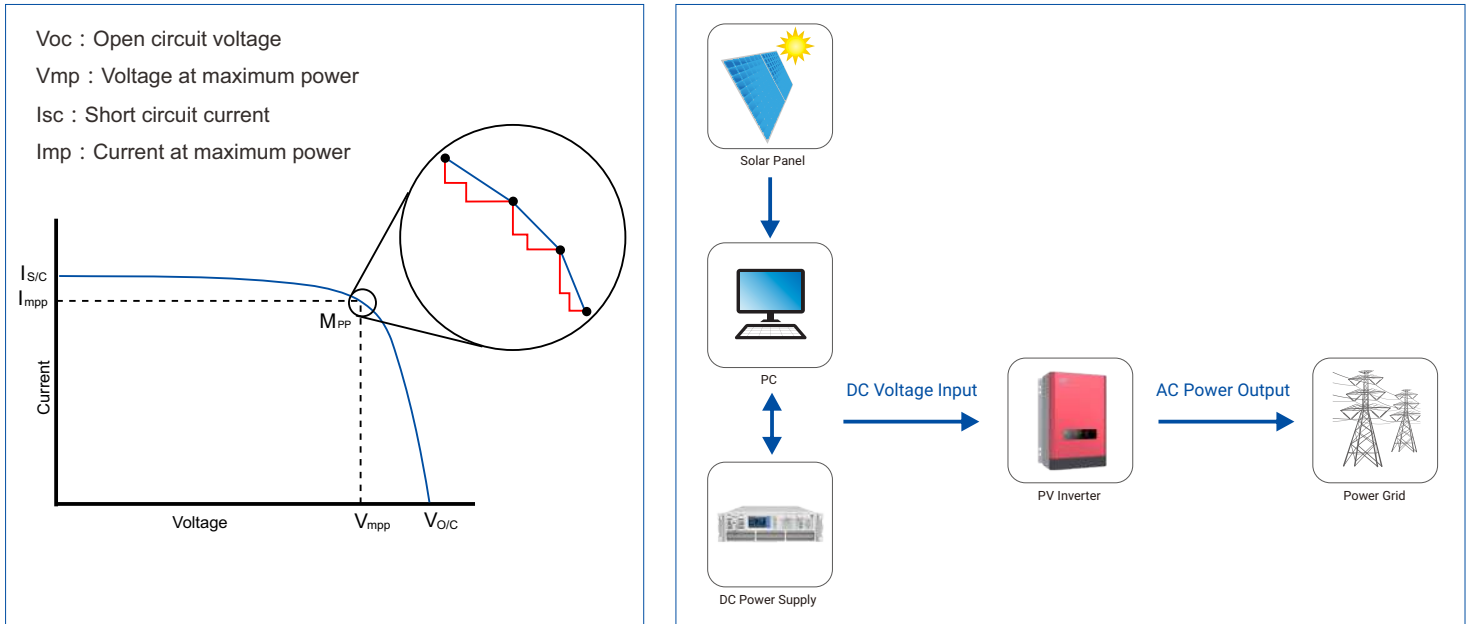 Voc：Open circuit voltage
Vmp：Voltage at maximum power
Isc：Short circuit current
Imp：Current at maximum power
IS/C
Impp
MPP
Current
Voltage
Vmpp
VO/C
Solar Panel
PC
DC Voltage Input
AC Power Output
PV Inverter
Power Grid
DC Power Supply